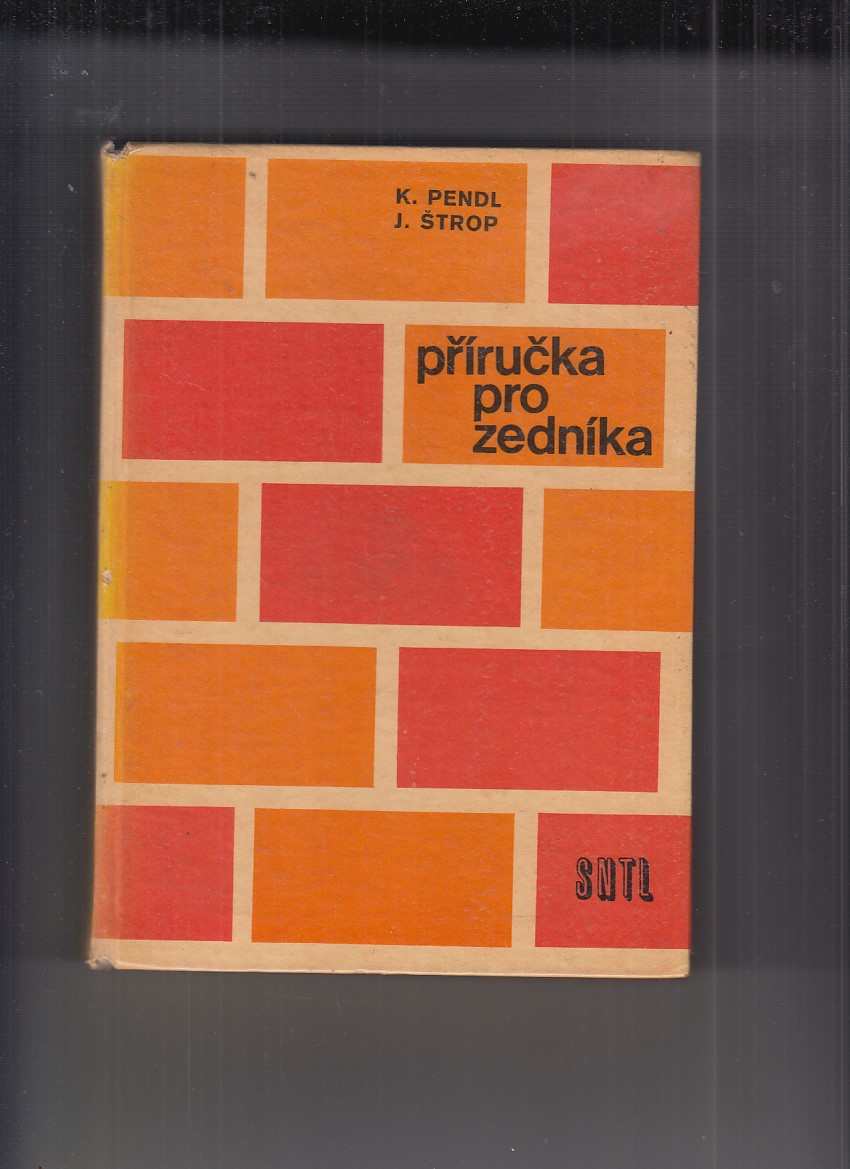 K. PENDL
J. ŠTROP
příručka
pro
zedníka
SNTL